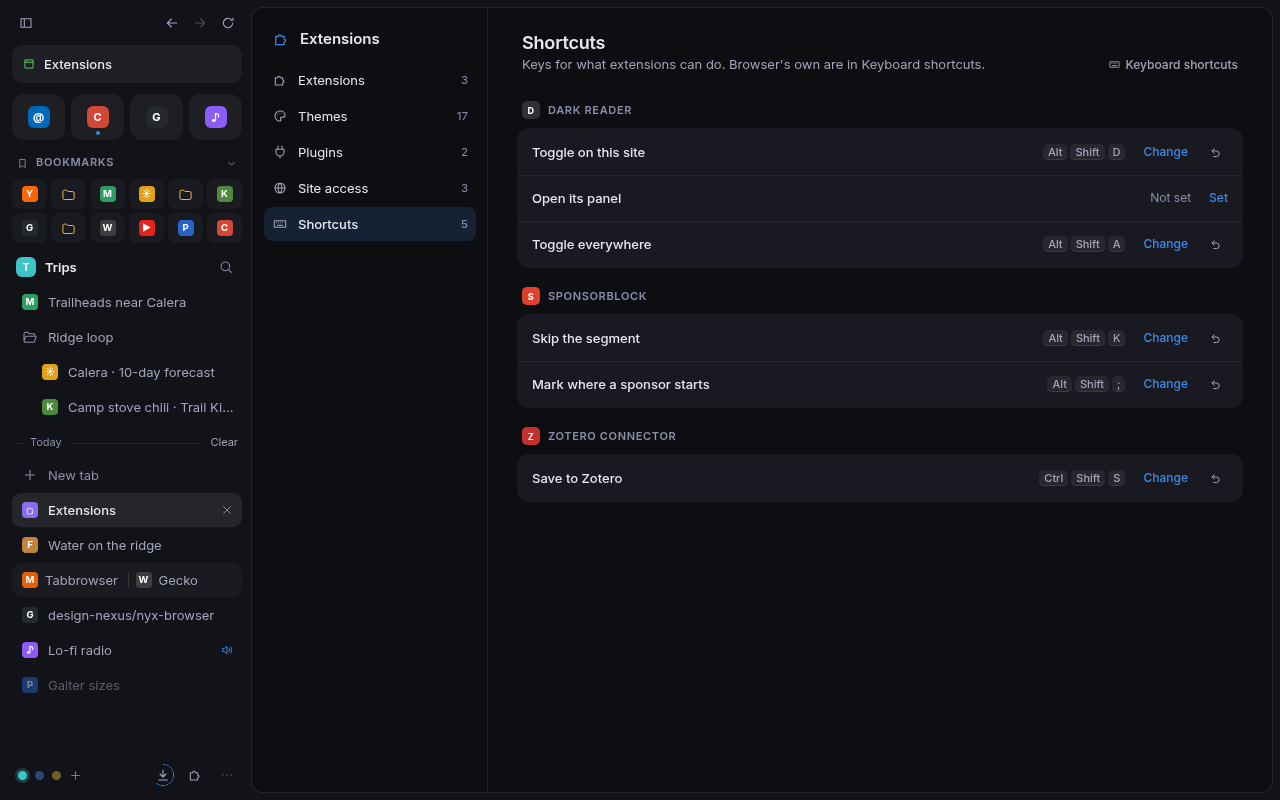 Extensions
@
C
G
BOOKMARKS
Y
M
K
G
W
P
C
T Trips
M Trailheads near Calera
Ridge loop
Calera · 10-day forecast
K Camp stove chili · Trail Ki...
Today Clear
New tab
Extensions
F Water on the ridge
M Tabbrowser W Gecko
G design-nexus/nyx-browser
Lo-fi radio
P Gaiter sizes
Extensions
Extensions 3
Themes 17
Plugins 2
Site access 3
Shortcuts 5
Shortcuts
Keys for what extensions can do. Browser's own are in Keyboard shortcuts.
Keyboard shortcuts
D DARK READER
Toggle on this site Alt Shift D Change
Open its panel Not set Set
Toggle everywhere Alt Shift A Change
S SPONSORBLOCK
Skip the segment Alt Shift K Change
Mark where a sponsor starts Alt Shift ; Change
Z ZOTERO CONNECTOR
Save to Zotero Ctrl Shift S Change